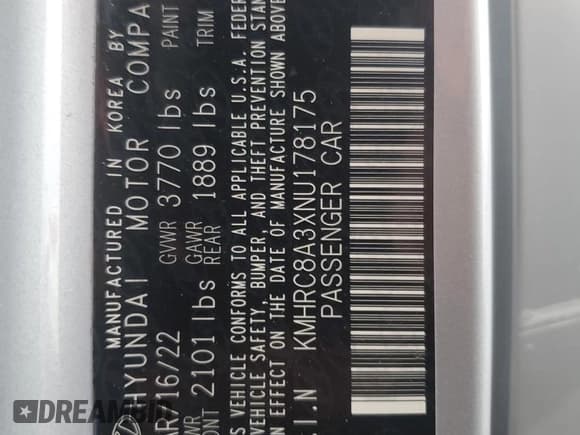 MANUFACTURED IN KOREA BY
HYUNDAI MOTOR COMPA
16/22 GVWR 3770 lbs PAINT
GAWR
2101 lbs REAR 1889 lbs TRIM
VEHICLE CONFORMS TO ALL APPLICABLE U.S.A. FEDER
VEHICLE SAFETY, BUMPER, AND THEFT PREVENTION STAN
IN EFFECT ON THE DATE OF MANUFACTURE SHOWN ABOVE
.I.N KMHRC8A3XNU178175
PASSENGER CAR
DREAMBID